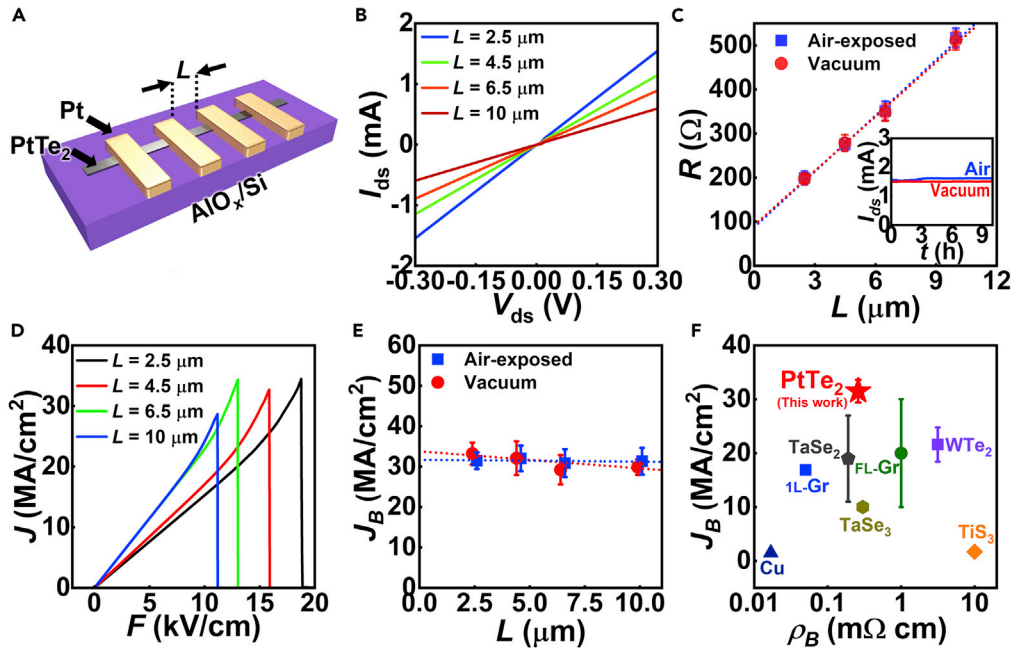 A
L
Pt
PtTe2
AlOx/Si
B
L = 2.5 μm
L = 4.5 μm
L = 6.5 μm
L = 10 μm
Ids (mA)
2
1
0
-1
-2
-0.30
-0.15
0.00
0.15
0.30
Vds (V)
C
Air-exposed
Vacuum
R (Ω)
500
400
300
200
100
0
0
3
6
9
12
L (μm)
Ids (mA)
3
2
1
0
Air
Vacuum
0
3
6
9
t (h)
D
L = 2.5 μm
L = 4.5 μm
L = 6.5 μm
L = 10 μm
J (MA/cm2)
40
30
20
10
0
0
5
10
15
20
F (kV/cm)
E
Air-exposed
Vacuum
JB (MA/cm2)
50
40
30
20
10
0
0.0
2.5
5.0
7.5
10.0
L (μm)
F
JB (MA/cm2)
40
30
20
10
0
PtTe2
(This work)
TaSe2
1L-Gr
FL-Gr
WTe2
TaSe3
Cu
TiS3
0.01
0.1
1
10
ρB (mΩ cm)